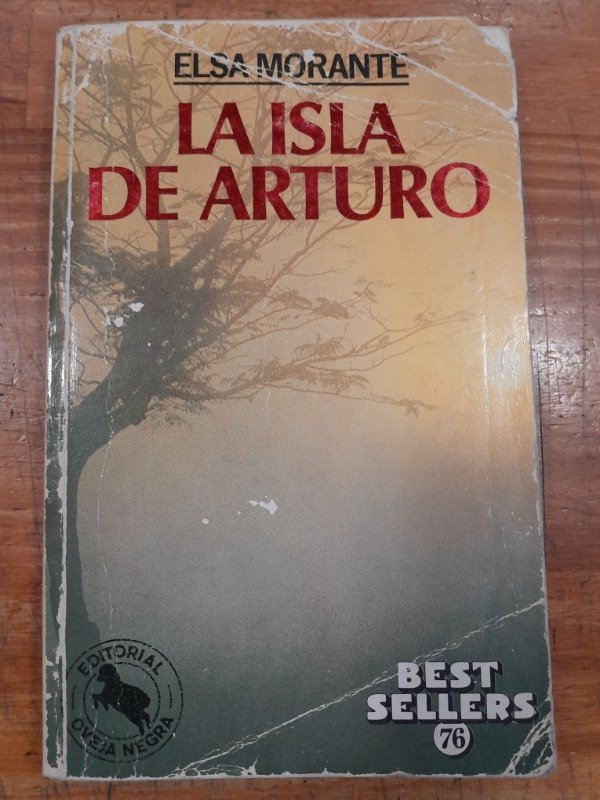 ELSA MORANTE
LA ISLA
DE ARTURO
EDITORIAL
OVEJA NEGRA
BEST
SELLERS
76